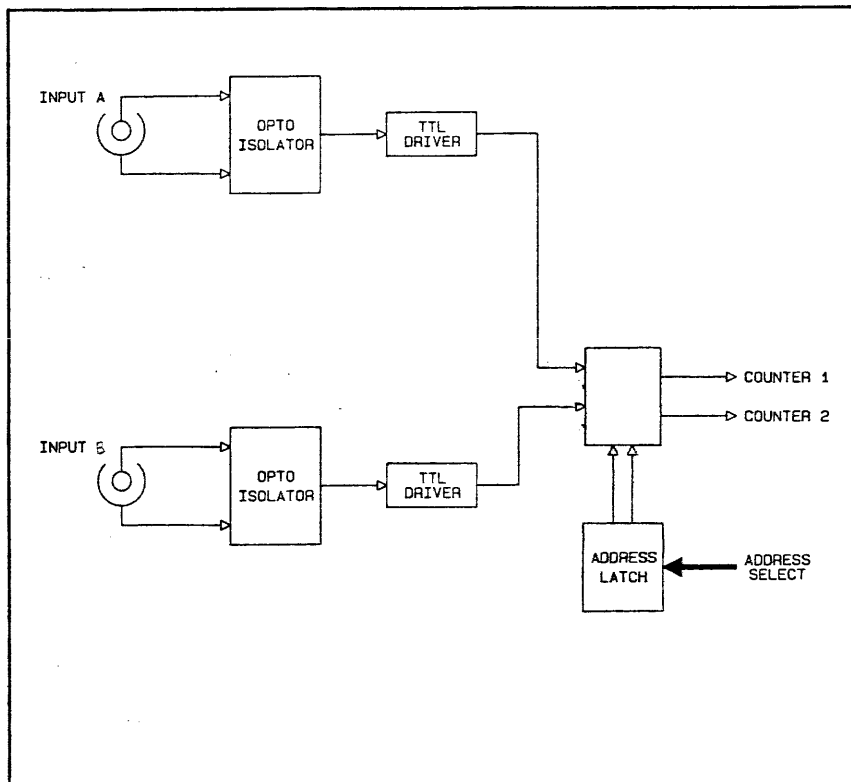 INPUT A
OPTO
ISOLATOR
TTL
DRIVER
COUNTER 1
COUNTER 2
INPUT B
OPTO
ISOLATOR
TTL
DRIVER
ADDRESS
LATCH
ADDRESS
SELECT